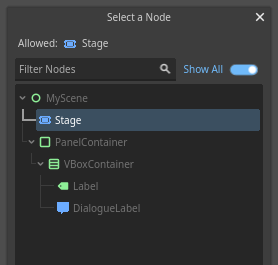 Select a Node
Allowed: Stage
Filter Nodes Show All
MyScene
Stage
PanelContainer
VBoxContainer
Label
DialogueLabel